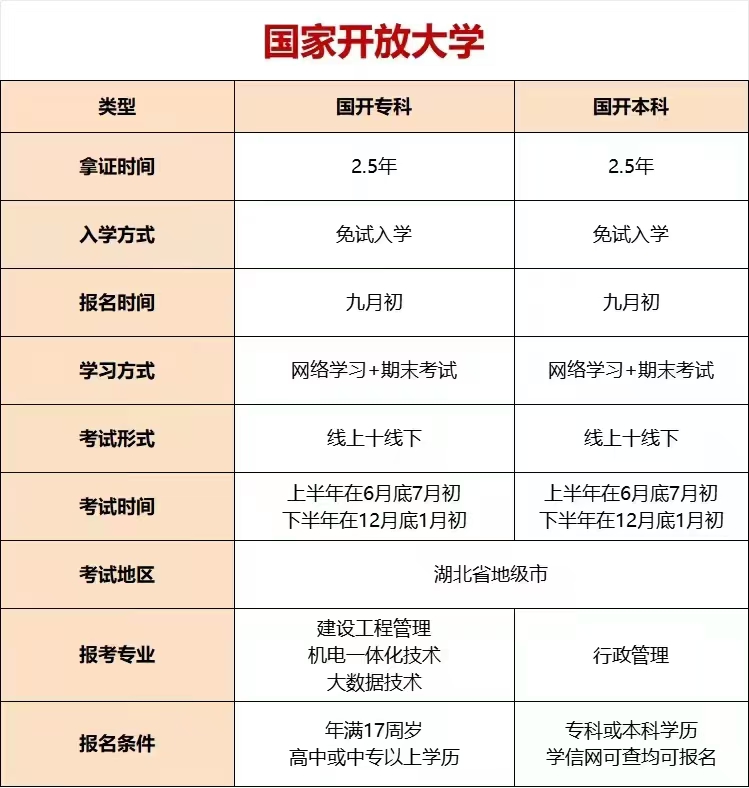 国家开放大学
类型 国开专科 国开本科
拿证时间 2.5年 2.5年
入学方式 免试入学 免试入学
报名时间 九月初 九月初
学习方式 网络学习+期末考试 网络学习+期末考试
考试形式 线上十线下 线上十线下
考试时间 上半年在6月底7月初 上半年在6月底7月初
下半年在12月底1月初 下半年在12月底1月初
考试地区 湖北省地级市
报考专业 建设工程管理 行政管理
机电一体化技术
大数据技术
报名条件 年满17周岁 专科或本科学历
高中或中专以上学历 学信网可查均可报名